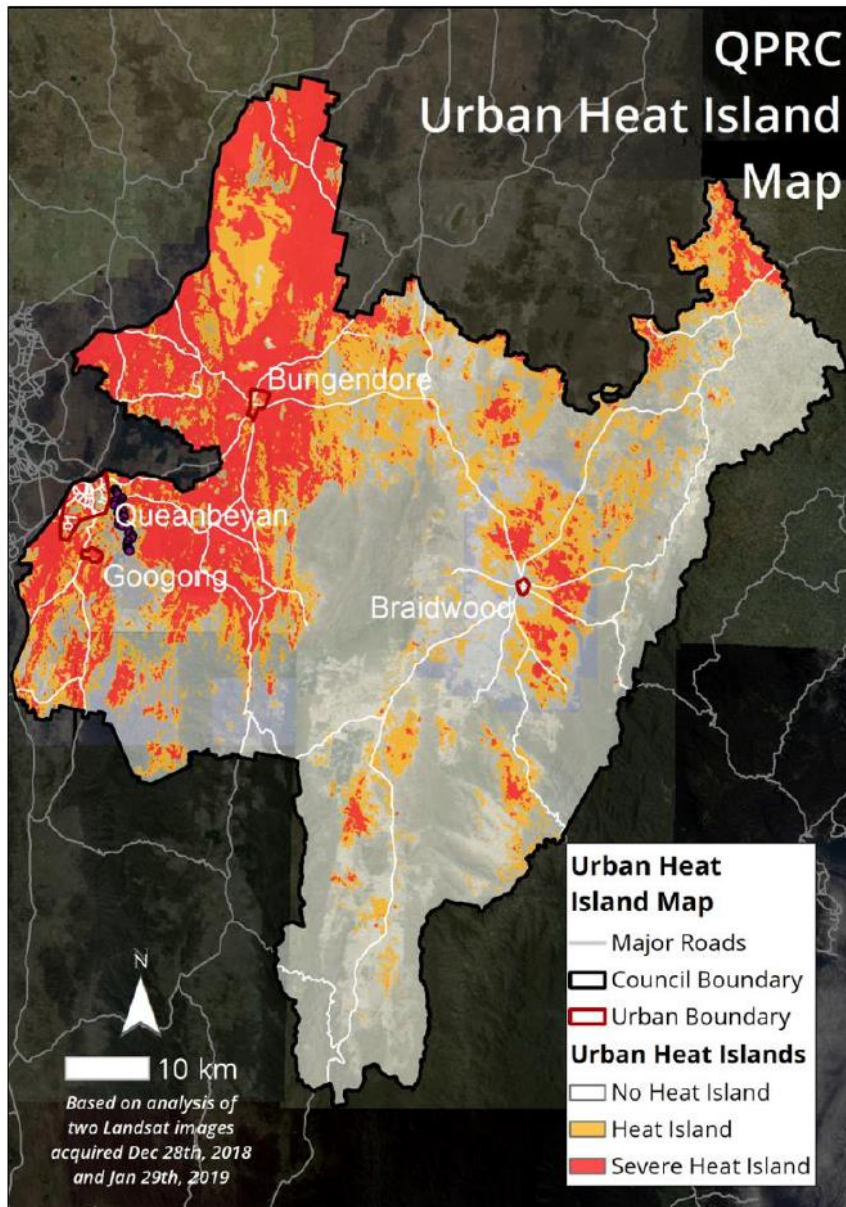 QPRC
Urban Heat Island
Map
Bungendore
Queanbeyan
Googong
Braidwood
N
10 km
Based on analysis of
two Landsat images
acquired Dec 28th, 2018
and Jan 29th, 2019
Urban Heat
Island Map
Major Roads
Council Boundary
Urban Boundary
Urban Heat Islands
No Heat Island
Heat Island
Severe Heat Island